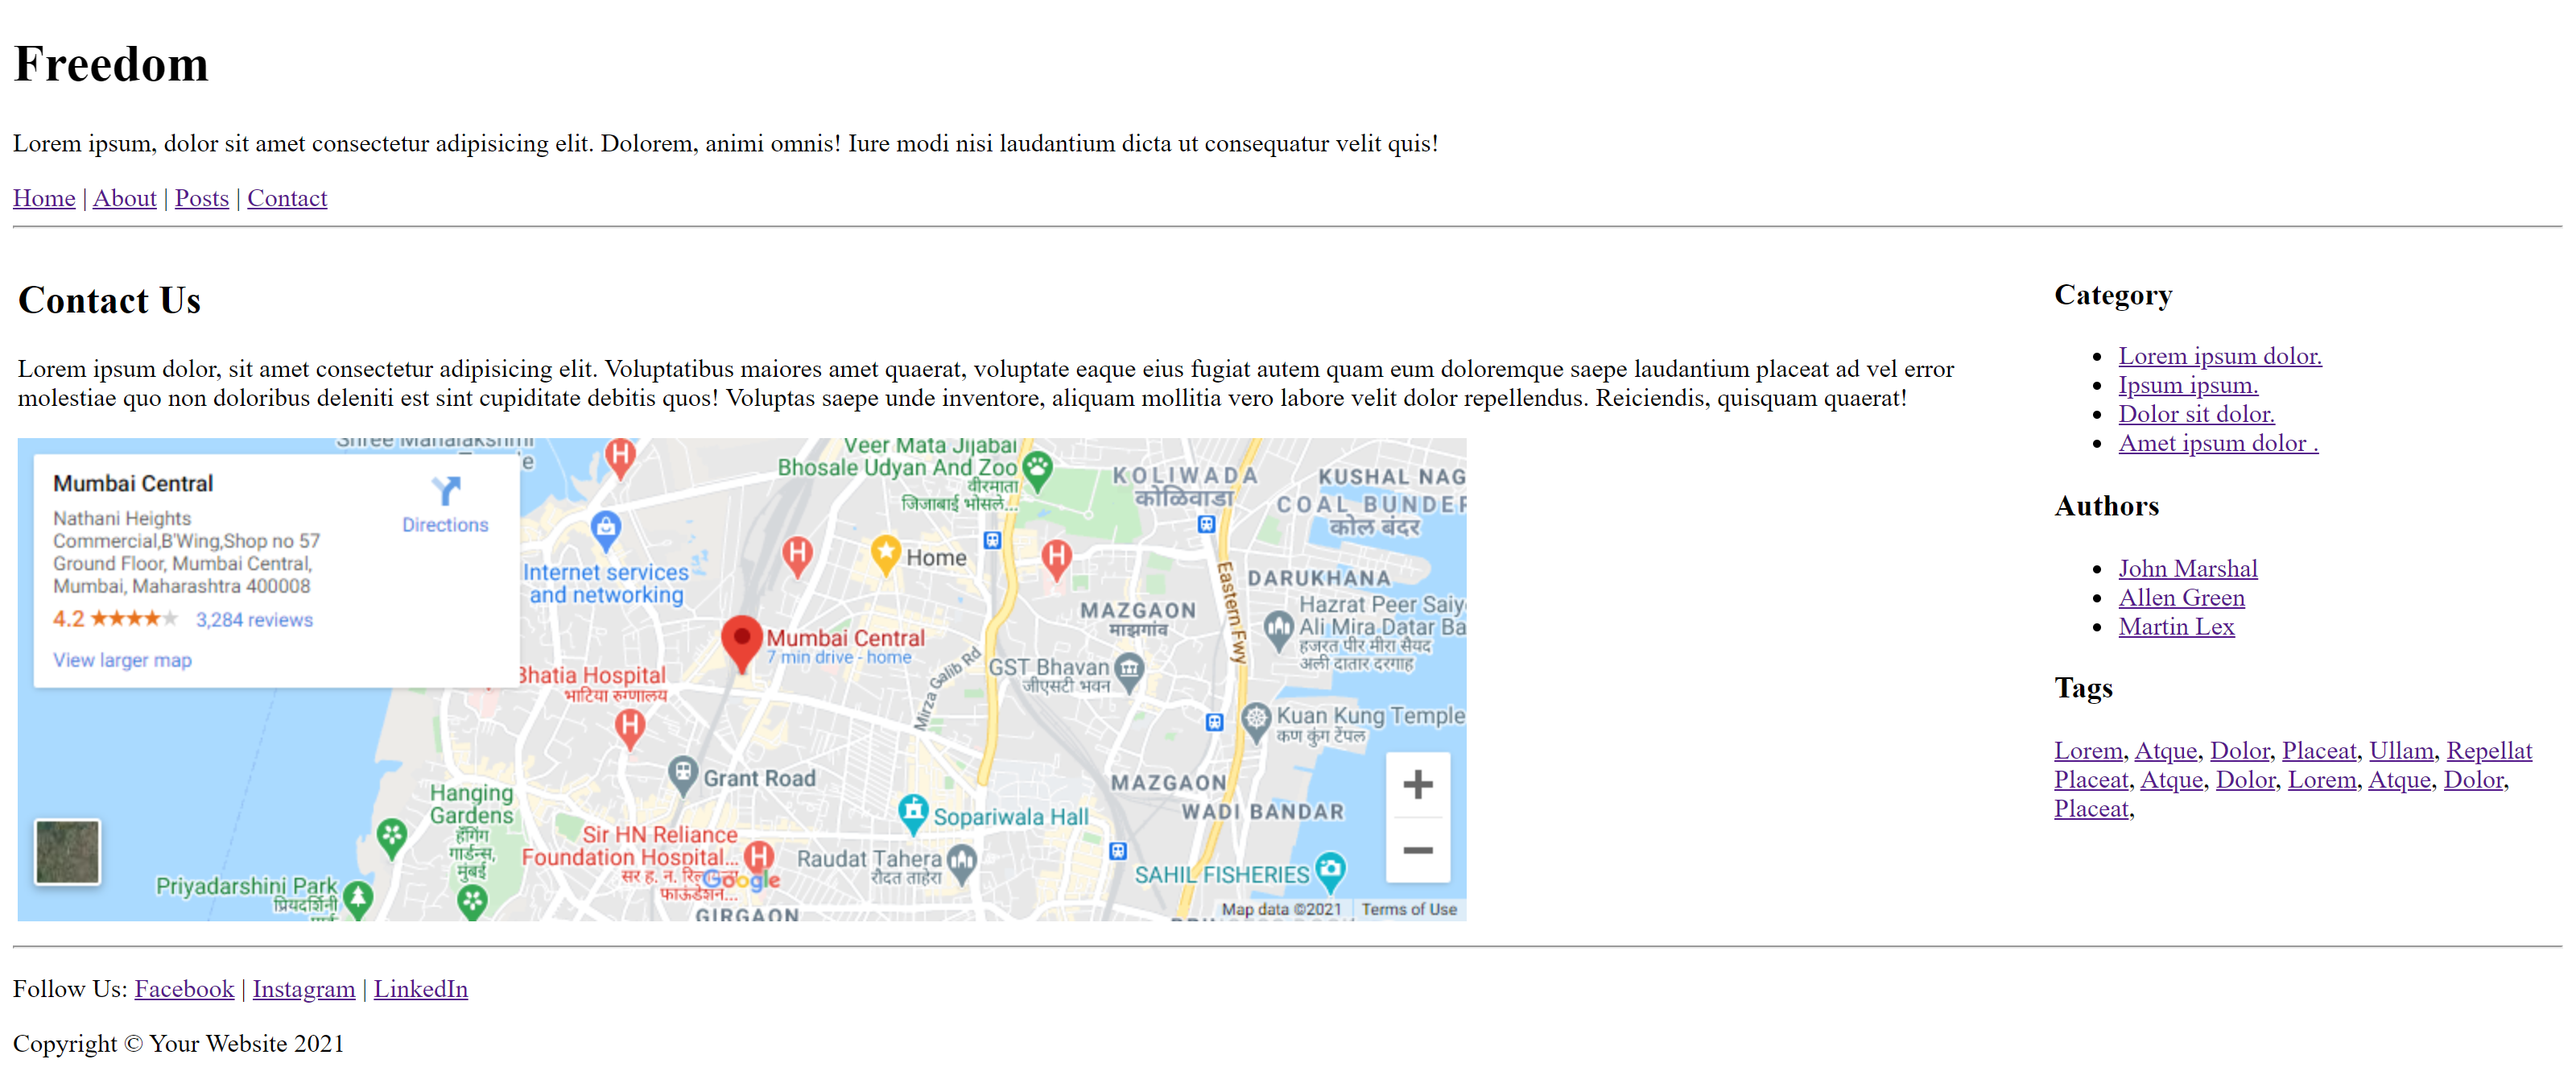 Freedom
Lorem ipsum, dolor sit amet consectetur adipisicing elit. Dolorem, animi omnis! Iure modi nisi laudantium dicta ut consequatur velit quis!
Home | About | Posts | Contact
Contact Us
Lorem ipsum dolor, sit amet consectetur adipisicing elit. Voluptatibus maiores amet quaerat, voluptate eaque eius fugiat autem quam eum doloremque saepe laudantium placeat ad vel error
molestiae quo non doloribus deleniti est sint cupiditate debitis quos! Voluptas saepe unde inventore, aliquam mollitia vero labore velit dolor repellendus. Reiciendis, quisquam quaerat!
Mumbai Central
Nathani Heights
Commercial,B'Wing,Shop no 57
Ground Floor, Mumbai Central,
Mumbai, Maharashtra 400008
4.2 3,284 reviews
View larger map
Directions
Veer Mata Jijabai
Bhosale Udyan And Zoo
वीरमाता
जिजाबाई भोसले...
KOLIWADA
कोळिवाडा
KUSHAL NAG
COAL BUNDER
कोल बंदर
Home
Internet services
and networking
DARUKHANA
Eastern Fwy
MAZGAON
माझगांव
Hazrat Peer Saiy
Ali Mira Datar Ba
हजरत पीर मीरा सैयद
अली दातार दरगाह
Mumbai Central
7 min drive - home
Mirza Galib Rd
GST Bhavan
जीएसटी भवन
Bhatia Hospital
भाटिया रुग्णालय
Kuan Kung Temple
कण कुंग टेंपल
Grant Road
MAZGAON
WADI BANDAR
Hanging
Gardens
हँगिंग
गार्डन्स,
मुंबई
Sopariwala Hall
Sir HN Reliance
Foundation Hospital...
सर ह. न.
फाऊंडेशन...
Google
Raudat Tahera
रौदत ताहेरा
SAHIL FISHERIES
Priyadarshini Park
प्रियदर्शिनी
GIRGAON
Map data ©2021 Terms of Use
Category
Lorem ipsum dolor.
Ipsum ipsum.
Dolor sit dolor.
Amet ipsum dolor .
Authors
John Marshal
Allen Green
Martin Lex
Tags
Lorem, Atque, Dolor, Placeat, Ullam, Repellat
Placeat, Atque, Dolor, Lorem, Atque, Dolor,
Placeat,
Follow Us: Facebook | Instagram | LinkedIn
Copyright © Your Website 2021